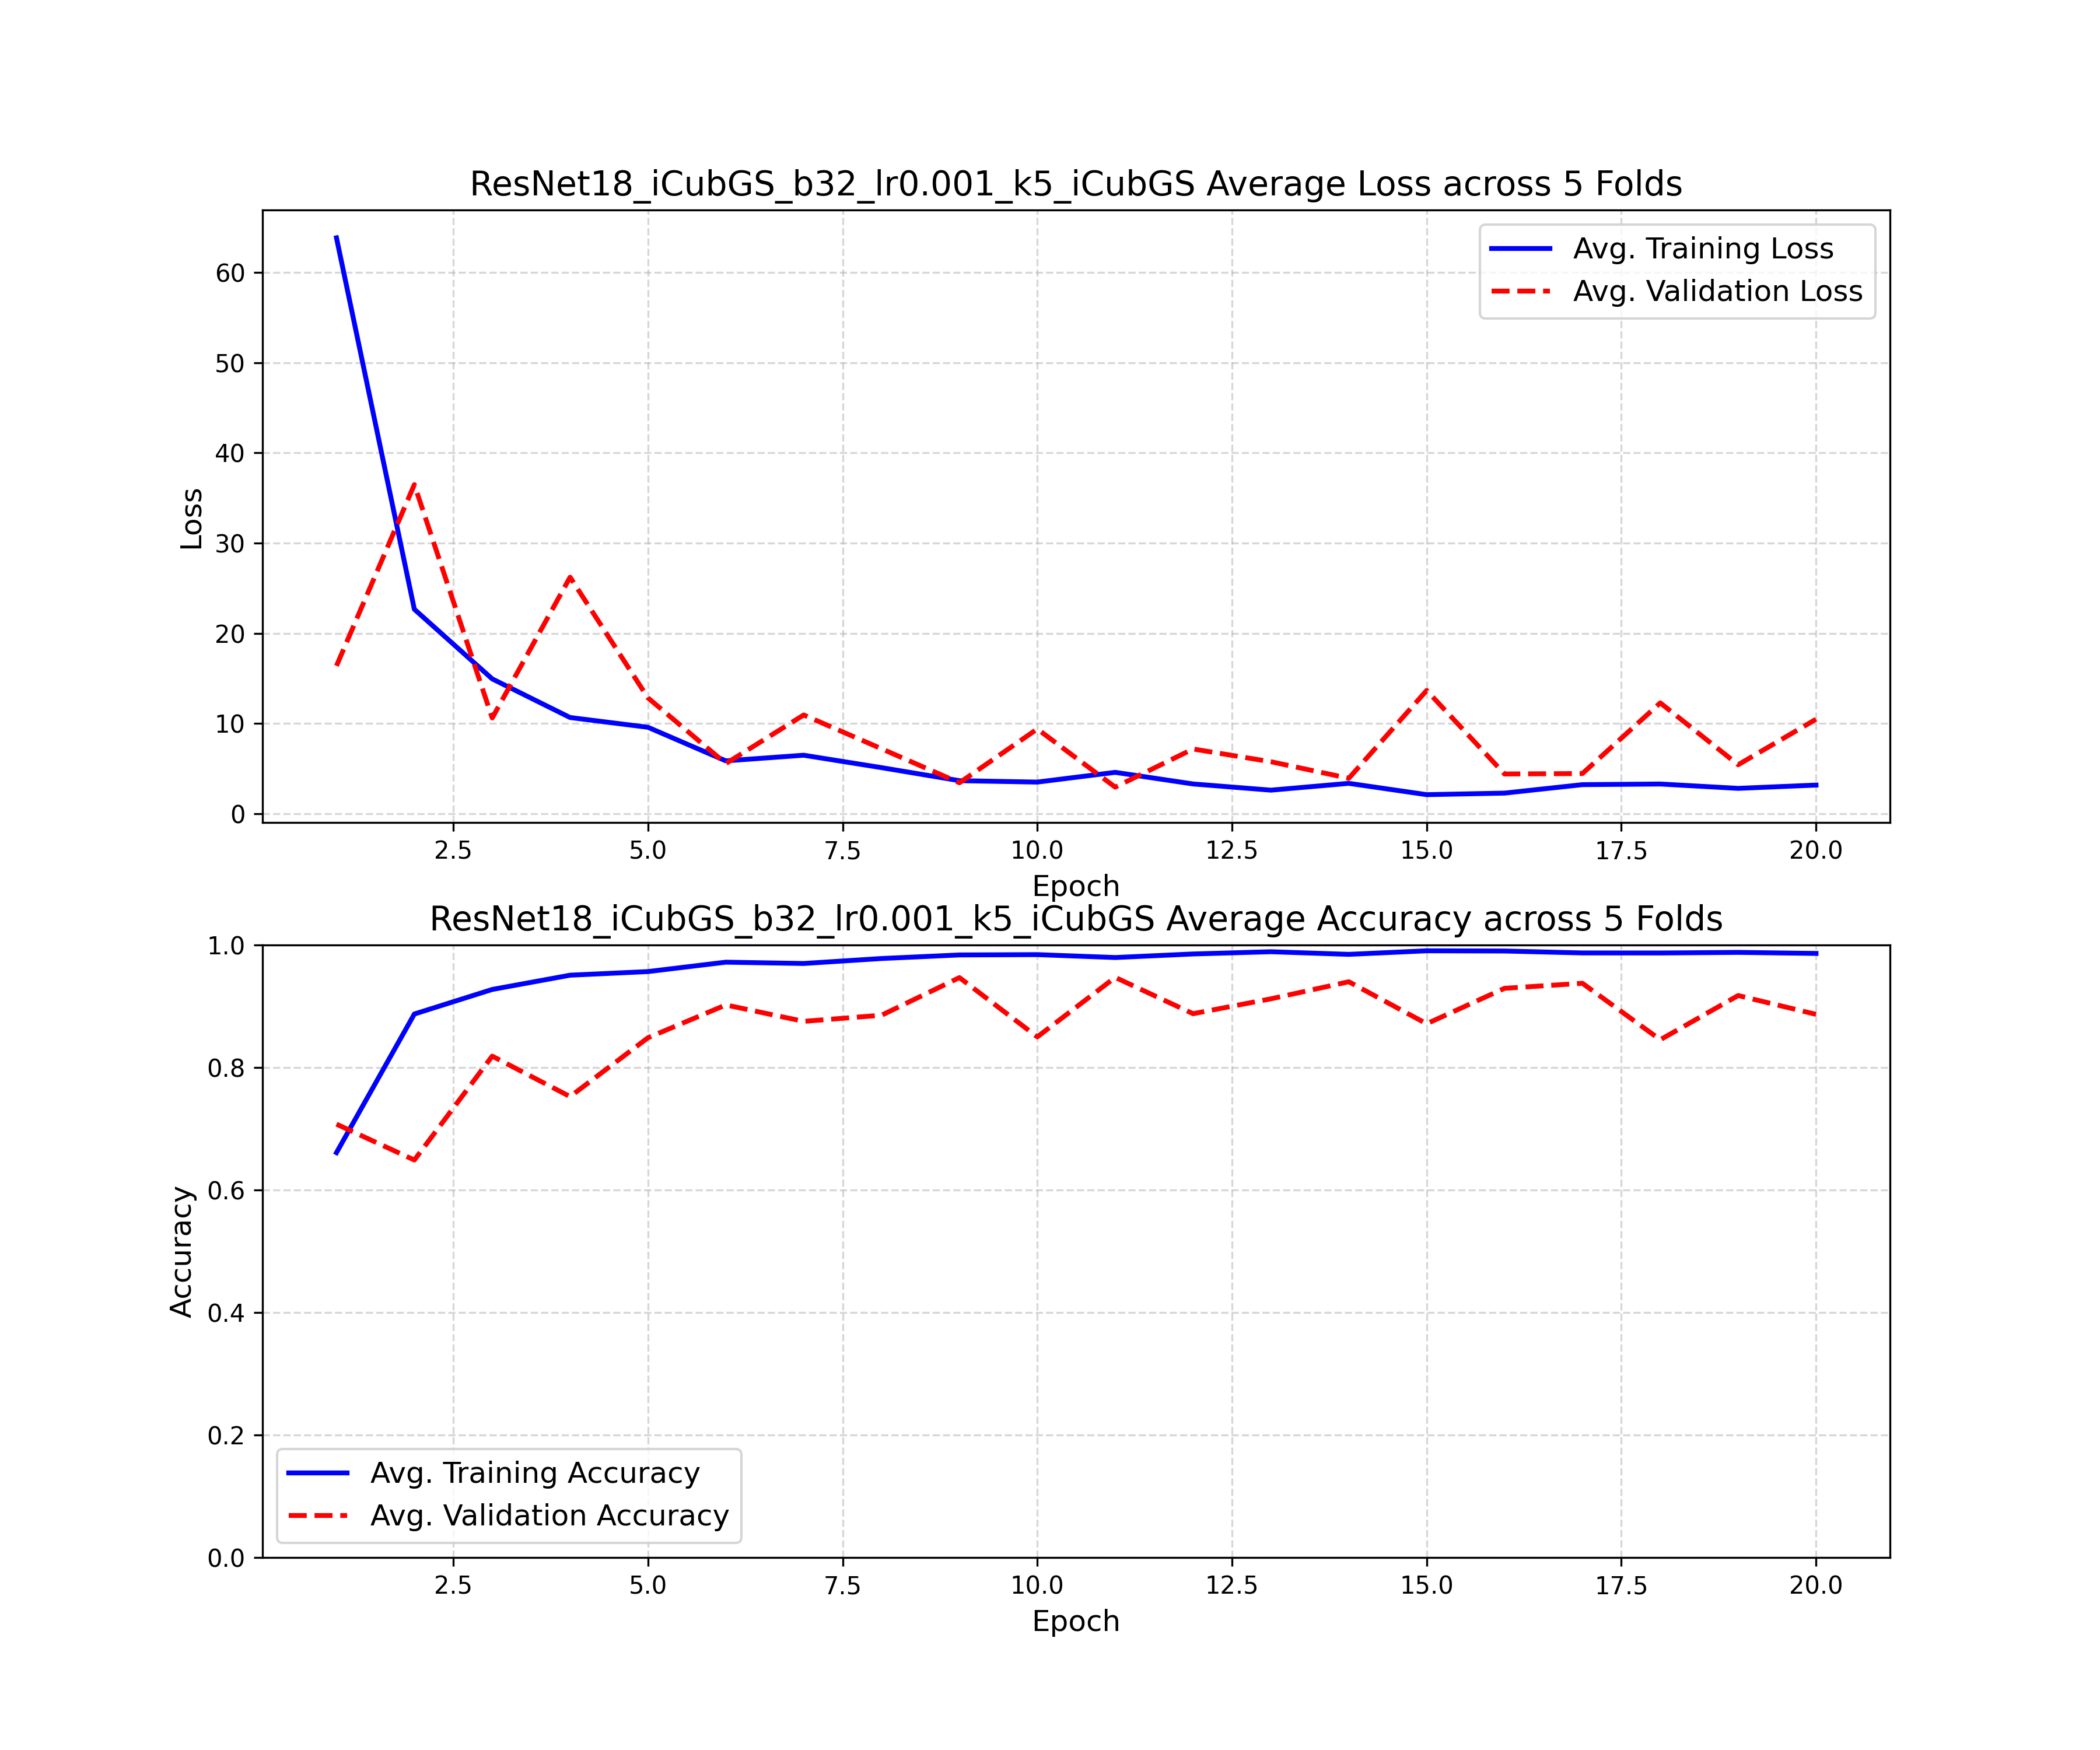 ResNet18_iCubGS_b32_lr0.001_k5_iCubGS Average Loss across 5 Folds
Loss
60
50
40
30
20
10
0
Avg. Training Loss
Avg. Validation Loss
2.5 5.0 7.5 10.0 12.5 15.0 17.5 20.0
Epoch
ResNet18_iCubGS_b32_lr0.001_k5_iCubGS Average Accuracy across 5 Folds
Accuracy
1.0
0.8
0.6
0.4
0.2
0.0
Avg. Training Accuracy
Avg. Validation Accuracy
2.5 5.0 7.5 10.0 12.5 15.0 17.5 20.0
Epoch